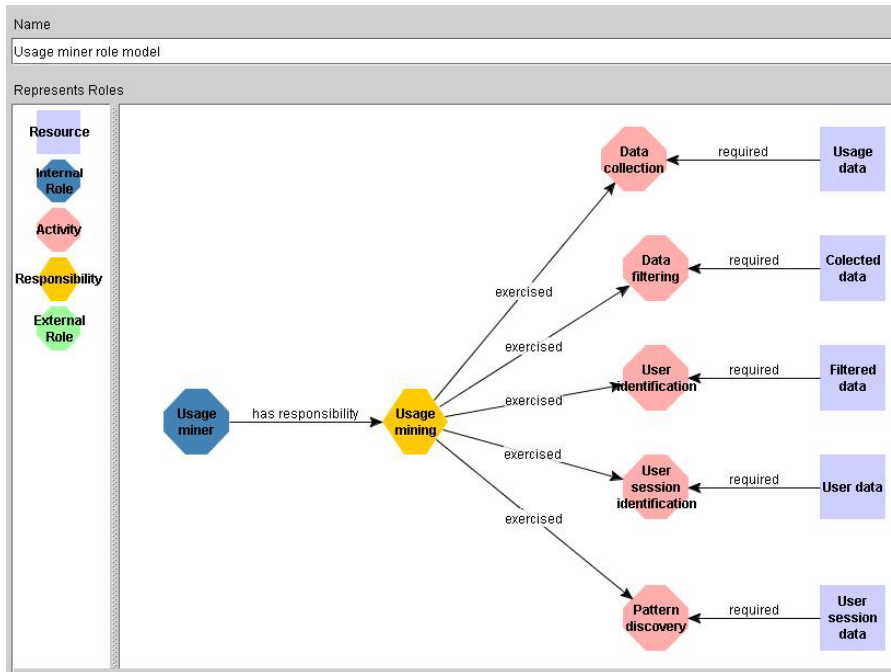 Name
Usage miner role model
Represents Roles
Resource
Internal
Role
Activity
Responsibility
External
Role
Usage
miner
has responsibility
Usage
mining
exercised
exercised
exercised
exercised
exercised
Data
collection
required
Usage
data
Data
filtering
required
Colected
data
User
identification
required
Filtered
data
User
session
identification
required
User data
Pattern
discovery
required
User
session
data